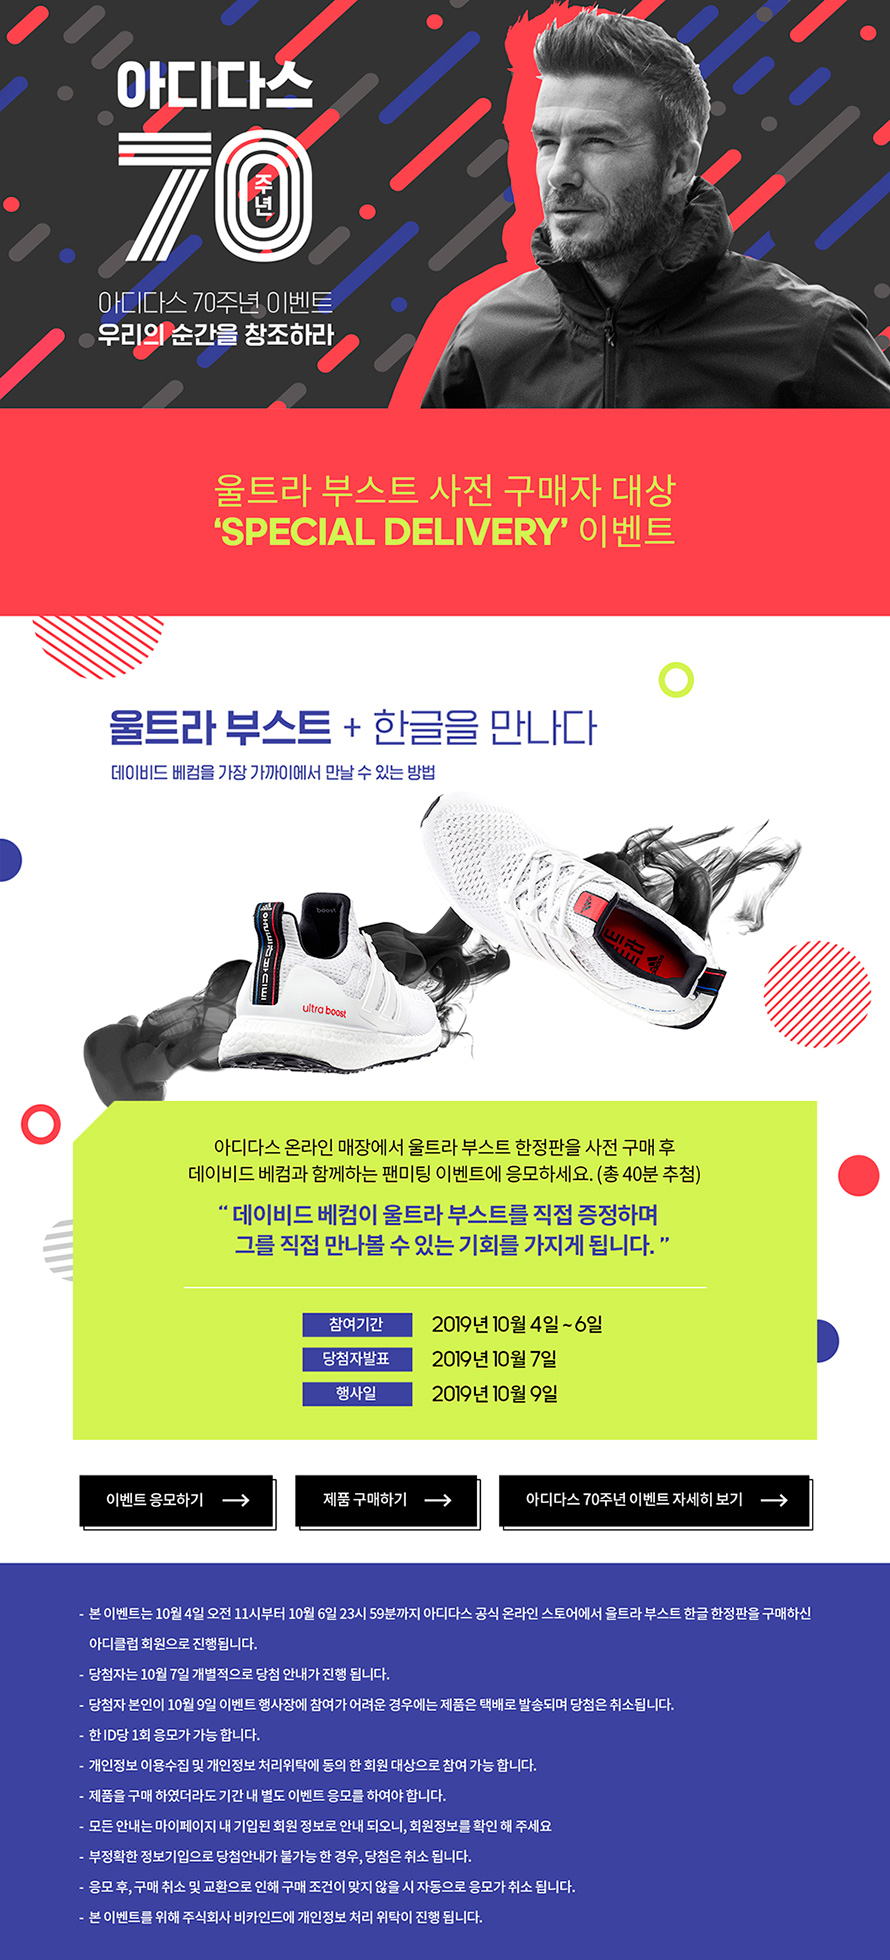 아디다스
70
주년
아디다스 70주년 이벤트
우리의 순간을 창조하라
울트라 부스트 사전 구매자 대상
‘SPECIAL DELIVERY’ 이벤트
울트라 부스트 + 한글을 만나다
데이비드 베컴을 가장 가까이에서 만날 수 있는 방법
boost
울트라부스트
ultra boost
adidas
아디다스 온라인 매장에서 울트라 부스트 한정판을 사전 구매 후
데이비드 베컴과 함께하는 팬미팅 이벤트에 응모하세요. (총 40분 추첨)
“ 데이비드 베컴이 울트라 부스트를 직접 증정하며
그를 직접 만나볼 수 있는 기회를 가지게 됩니다. ”
참여기간 2019년 10월 4일 ~ 6일
당첨자발표 2019년 10월 7일
행사일 2019년 10월 9일
이벤트 응모하기 → 제품 구매하기 → 아디다스 70주년 이벤트 자세히 보기 →
- 본 이벤트는 10월 4일 오전 11시부터 10월 6일 23시 59분까지 아디다스 공식 온라인 스토어에서 울트라 부스트 한글 한정판을 구매하신
아디클럽 회원으로 진행됩니다.
- 당첨자는 10월 7일 개별적으로 당첨 안내가 진행 됩니다.
- 당첨자 본인이 10월 9일 이벤트 행사장에 참여가 어려운 경우에는 제품은 택배로 발송되며 당첨은 취소됩니다.
- 한 ID당 1회 응모가 가능 합니다.
- 개인정보 이용수집 및 개인정보 처리위탁에 동의 한 회원 대상으로 참여 가능 합니다.
- 제품을 구매 하였더라도 기간 내 별도 이벤트 응모를 하여야 합니다.
- 모든 안내는 마이페이지 내 기입된 회원 정보로 안내 되오니, 회원정보를 확인 해 주세요
- 부정확한 정보기입으로 당첨안내가 불가능 한 경우, 당첨은 취소 됩니다.
- 응모 후, 구매 취소 및 교환으로 인해 구매 조건이 맞지 않을 시 자동으로 응모가 취소 됩니다.
- 본 이벤트를 위해 주식회사 비카인드에 개인정보 처리 위탁이 진행 됩니다.